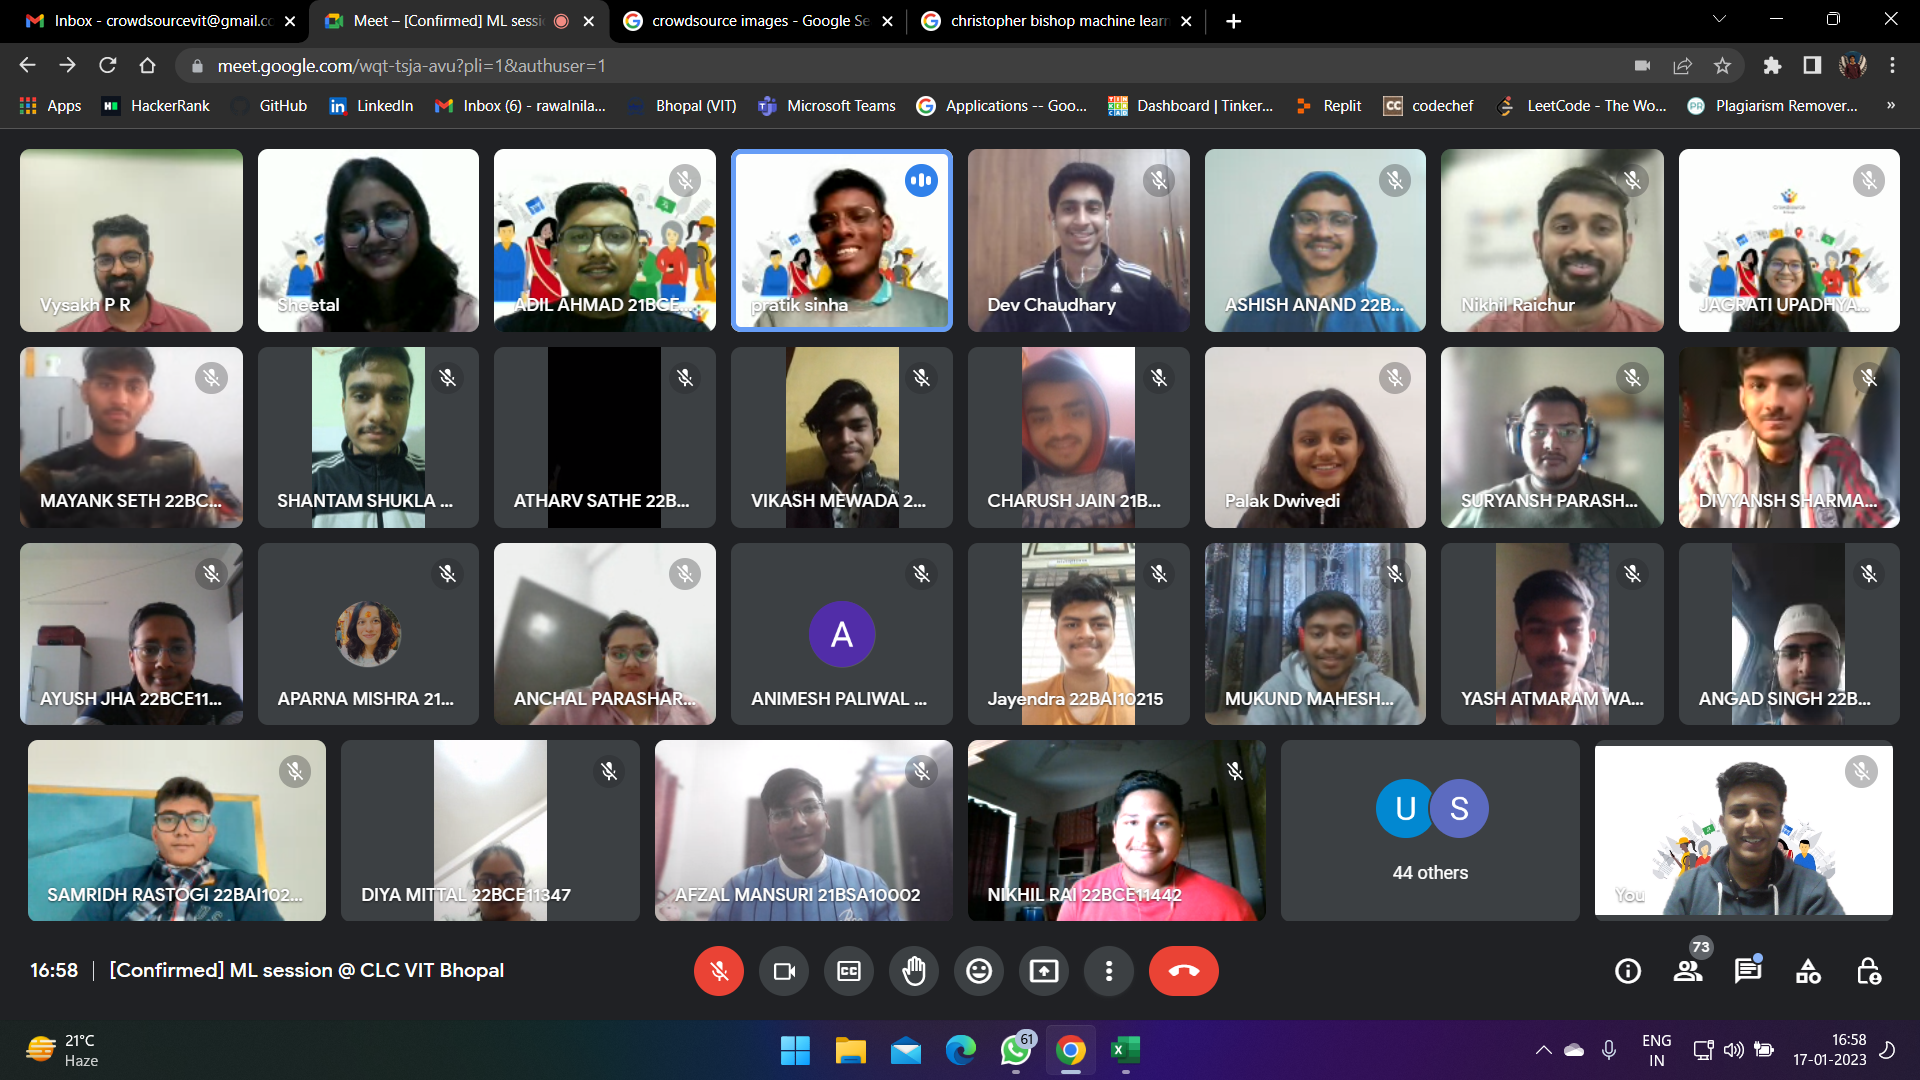 Inbox - crowdsourcevit@gmail.cc
Meet – [Confirmed] ML sessi
crowdsource images - Google Se
christopher bishop machine learn
meet.google.com/wqt-tsja-avu?pli=1&authuser=1
Apps
HackerRank
GitHub
LinkedIn
Inbox (6) - rawalnila...
Bhopal (VIT)
Microsoft Teams
Applications -- Goo...
Dashboard | Tinker...
Replit
codechef
LeetCode - The Wo...
Plagiarism Remover...
»
Vysakh P R
Sheetal
ADIL AHMAD 21BCE...
pratik sinha
Dev Chaudhary
ASHISH ANAND 22B...
Nikhil Raichur
JAGRATI UPADHYA...
MAYANK SETH 22BC...
SHANTAM SHUKLA ...
ATHARV SATHE 22B...
VIKASH MEWADA 2...
CHARUSH JAIN 21B...
Palak Dwivedi
SURYANSH PARASH...
DIVYANSH SHARMA...
AYUSH JHA 22BCE11...
APARNA MISHRA 21...
ANCHAL PARASHAR...
A
ANIMESH PALIWAL ...
Jayendra 22BAI10215
MUKUND MAHESH...
YASH ATMARAM WA...
ANGAD SINGH 22B...
SAMRIDH RASTOGI 22BAI102...
DIYA MITTAL 22BCE11347
AFZAL MANSURI 21BSA10002
NIKHIL RAI 22BCE11442
U S
44 others
You
16:58 | [Confirmed] ML session @ CLC VIT Bhopal
73
21°C
Haze
61
ENG
IN
16:58
17-01-2023